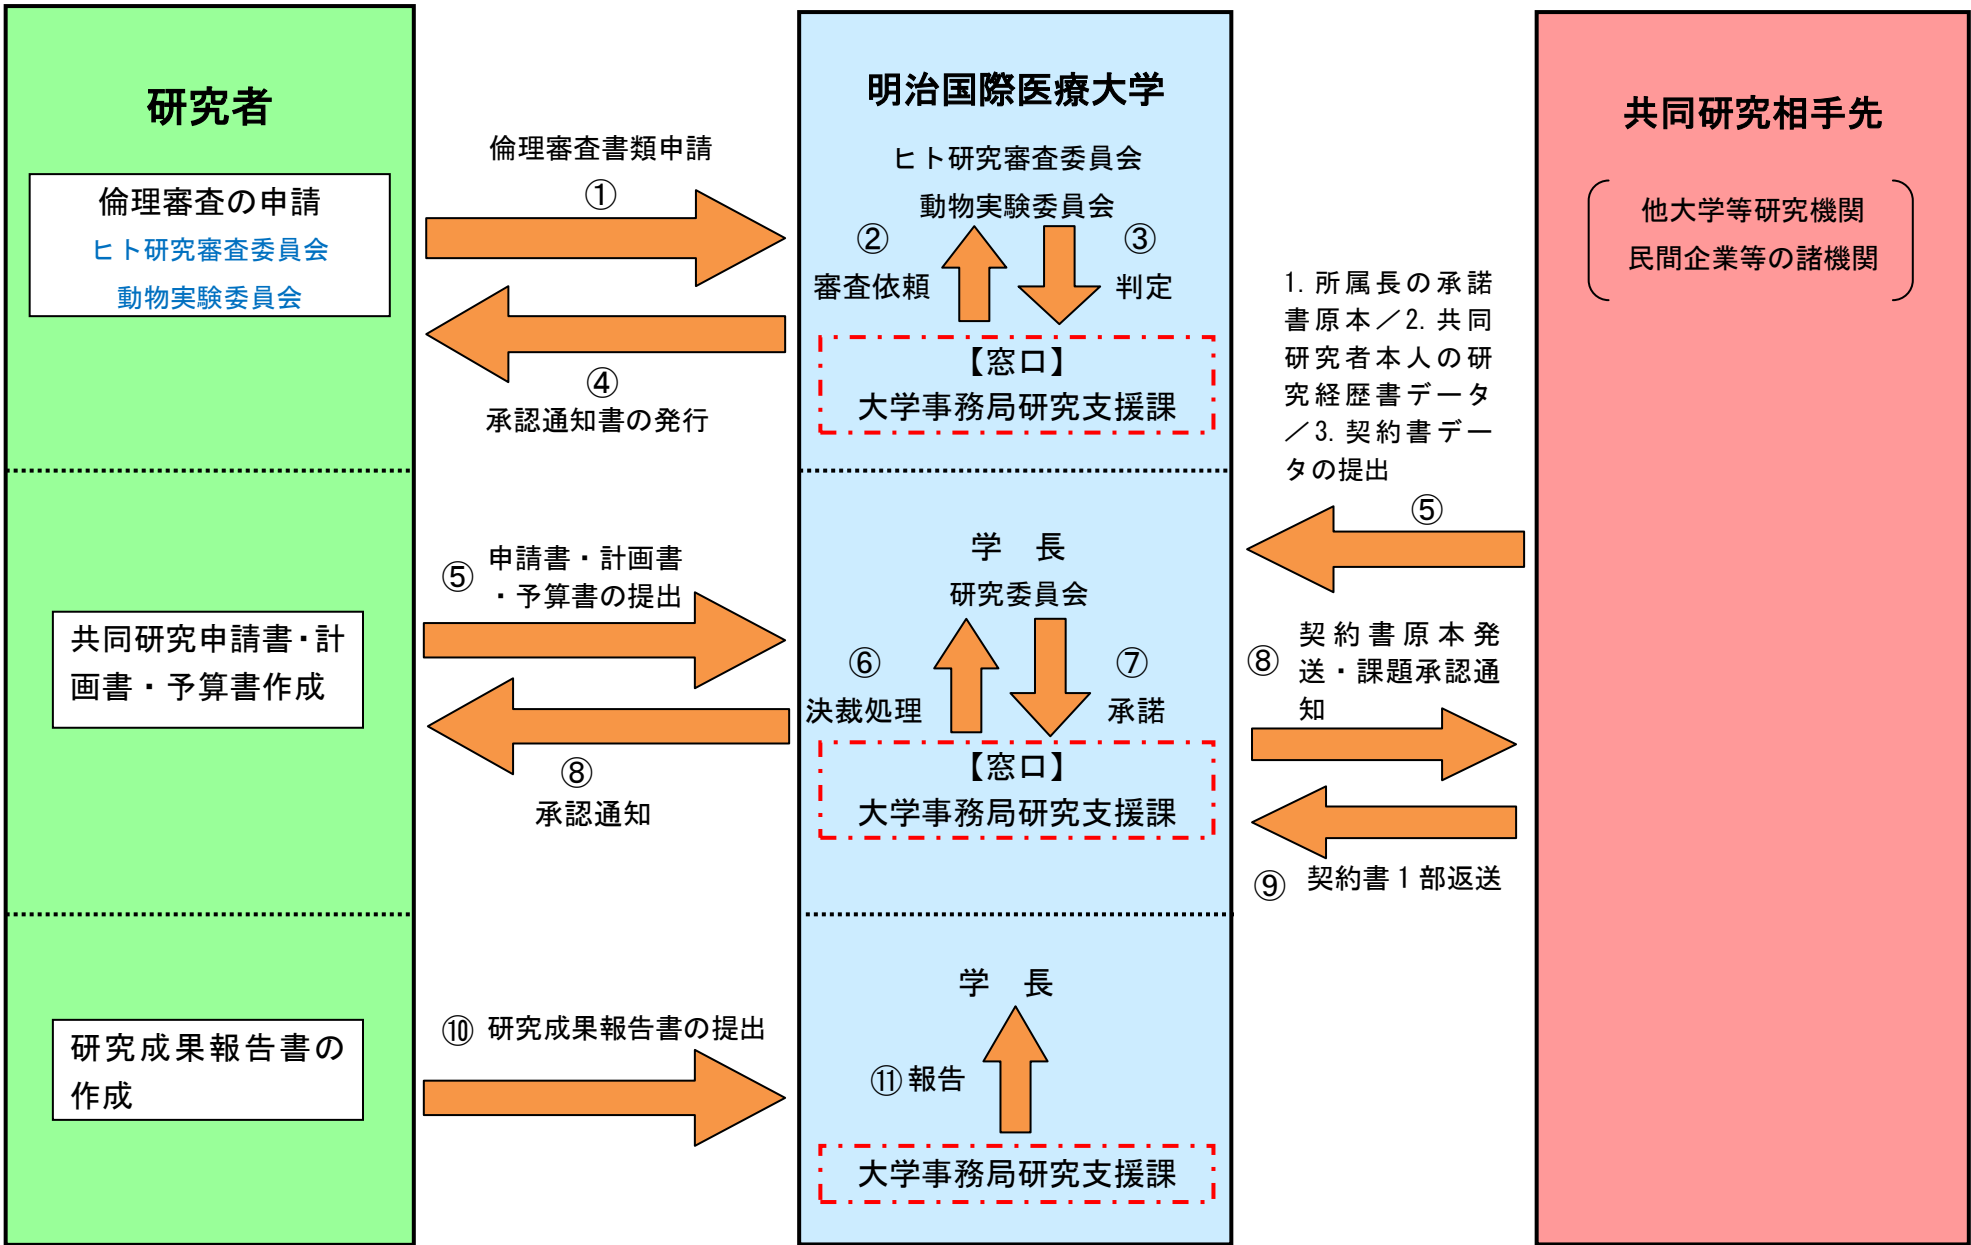 研究者
倫理審査の申請
ヒト研究審査委員会
動物実験委員会
倫理審査書類申請
①
④
承認通知書の発行
明治国際医療大学
ヒト研究審査委員会
動物実験委員会
②
審査依頼
③
判定
【窓口】
大学事務局研究支援課
共同研究相手先
他大学等研究機関
民間企業等の諸機関
1. 所属長の承諾
書原本／2. 共同
研究者本人の研
究経歴書データ
／3. 契約書デー
タの提出
⑤
共同研究申請書・計
画書・予算書作成
⑤
申請書・計画書
・予算書の提出
⑧
承認通知
学　長
研究委員会
⑥
決裁処理
⑦
承諾
【窓口】
大学事務局研究支援課
⑧
契約書原本発
送・課題承認通
知
⑨ 契約書１部返送
研究成果報告書の
作成
⑩ 研究成果報告書の提出
学　長
⑪報告
大学事務局研究支援課